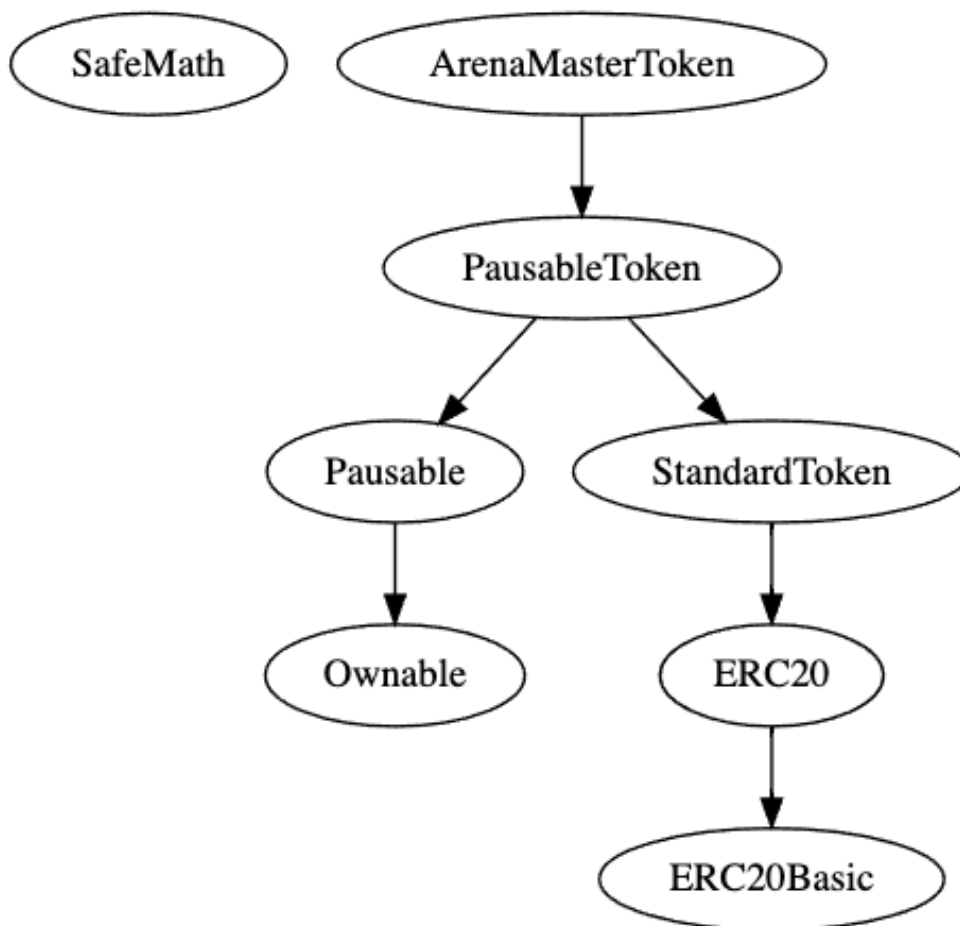 SafeMath
ArenaMasterToken
PausableToken
Pausable
StandardToken
Ownable
ERC20
ERC20Basic